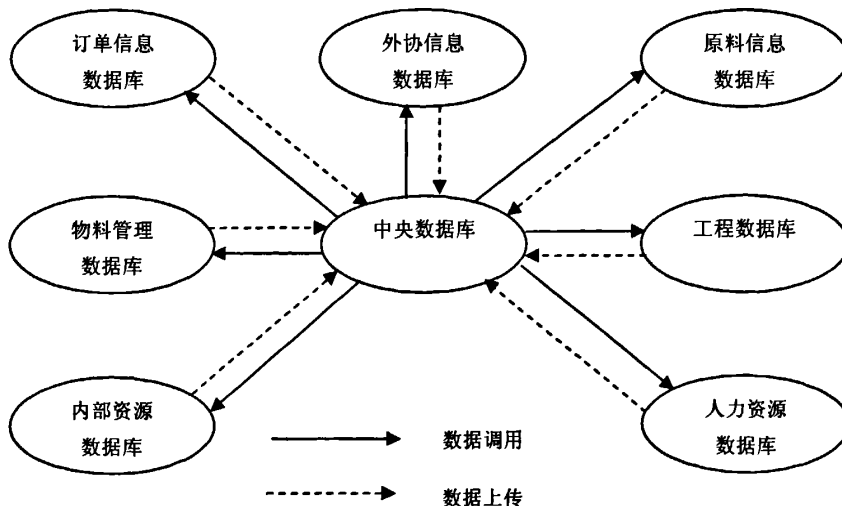 订单信息
数据库
外协信息
数据库
原料信息
数据库
物料管理
数据库
中央数据库
工程数据库
内部资源
数据库
人力资源
数据库
数据调用
数据上传